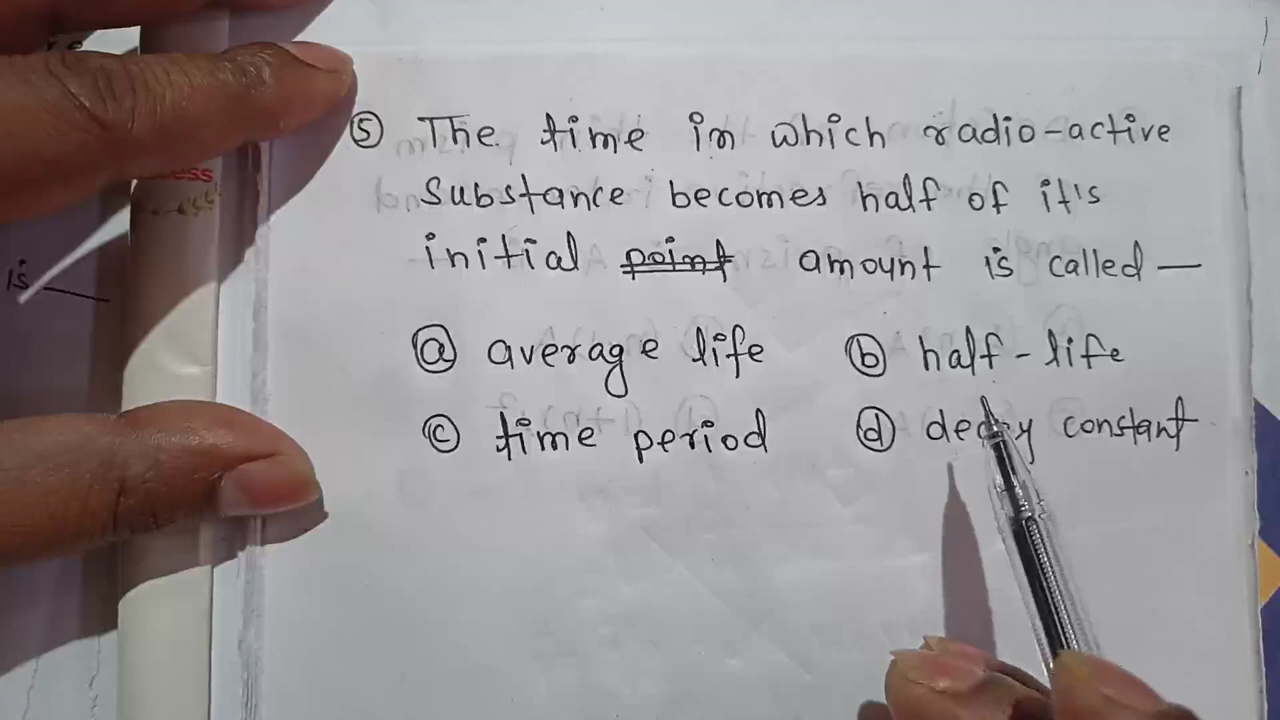 ⑤ The time in which radio-active
substance becomes half of it's
initial point amount is called —
ⓐ average life ⓑ half-life
ⓒ time period ⓓ decay constant
is